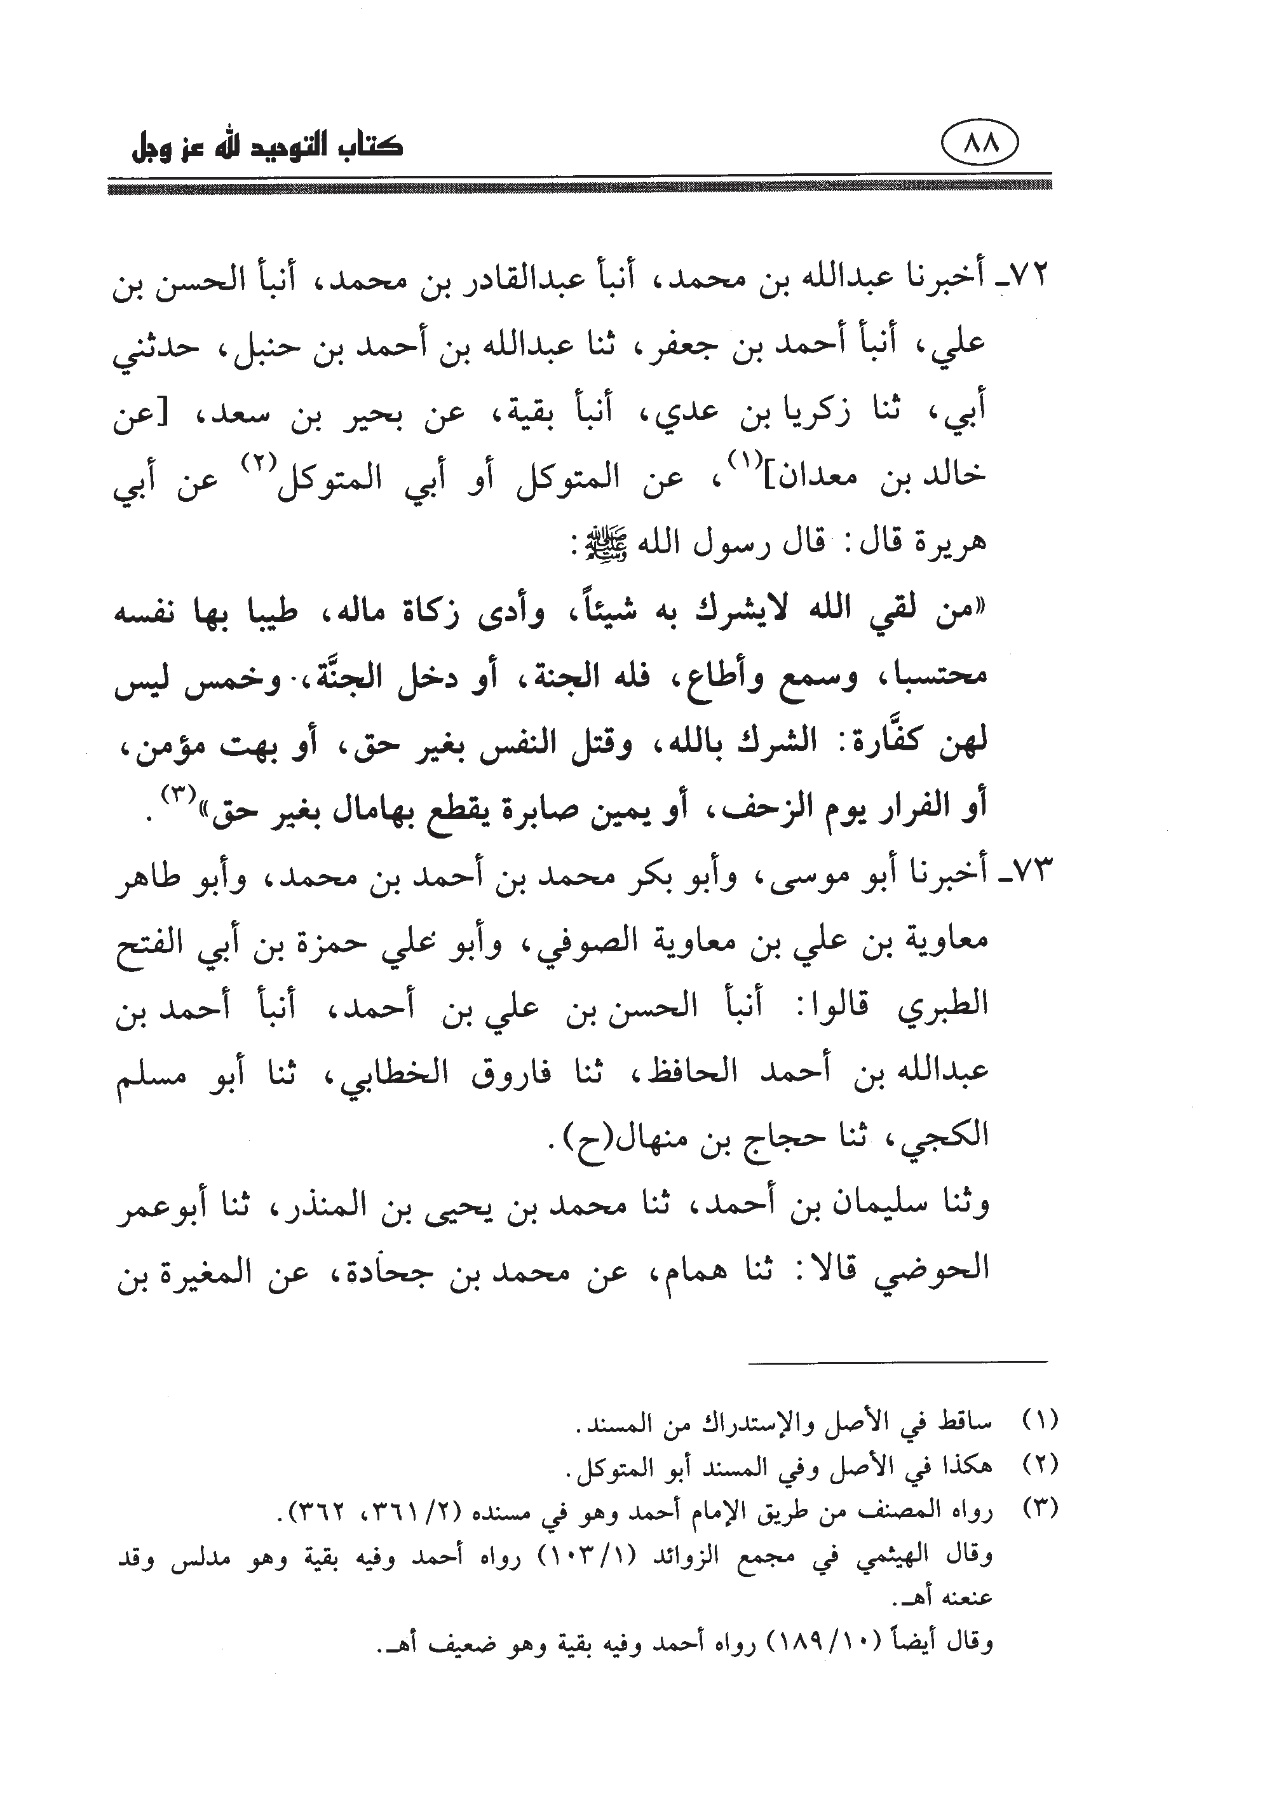 ٨٨
كتاب التوحيد لله عز وجل
٧٢ـ أخبرنا عبدالله بن محمد، أنبأ عبدالقادر بن محمد، أنبأ الحسن بن
علي، أنبأ أحمد بن جعفر، ثنا عبدالله بن أحمد بن حنبل، حدثني
أبي، ثنا زكريا بن عدي، أنبأ بقية، عن بحير بن سعد، [عن
خالد بن معدان](١)، عن المتوكل أو أبي المتوكل(٢) عن أبي
هريرة قال: قال رسول الله ﷺ:
«من لقي الله لايشرك به شيئاً، وأدى زكاة ماله، طيبا بها نفسه
محتسبا، وسمع وأطاع، فله الجنة، أو دخل الجنَّة، وخمس ليس
لهن كفَّارة: الشرك بالله، وقتل النفس بغير حق، أو بهت مؤمن،
أو الفرار يوم الزحف، أو يمين صابرة يقطع بهامال بغير حق»(٣).
٧٣ـ أخبرنا أبو موسى، وأبو بكر محمد بن أحمد بن محمد، وأبو طاهر
معاوية بن علي بن معاوية الصوفي، وأبو علي حمزة بن أبي الفتح
الطبري قالوا: أنبأ الحسن بن علي بن أحمد، أنبأ أحمد بن
عبدالله بن أحمد الحافظ، ثنا فاروق الخطابي، ثنا أبو مسلم
الكجي، ثنا حجاج بن منهال(ح).
وثنا سليمان بن أحمد، ثنا محمد بن يحيى بن المنذر، ثنا أبوعمر
الحوضي قالا: ثنا همام، عن محمد بن جحادة، عن المغيرة بن
(١) ساقط في الأصل والإستدراك من المسند.
(٢) هكذا في الأصل وفي المسند أبو المتوكل.
(٣) رواه المصنف من طريق الإمام أحمد وهو في مسنده (٢/ ٣٦١، ٣٦٢).
وقال الهيثمي في مجمع الزوائد (١/ ١٠٣) رواه أحمد وفيه بقية وهو مدلس وقد
عنعنه أهـ.
وقال أيضاً (١٠/ ١٨٩) رواه أحمد وفيه بقية وهو ضعيف أهـ.